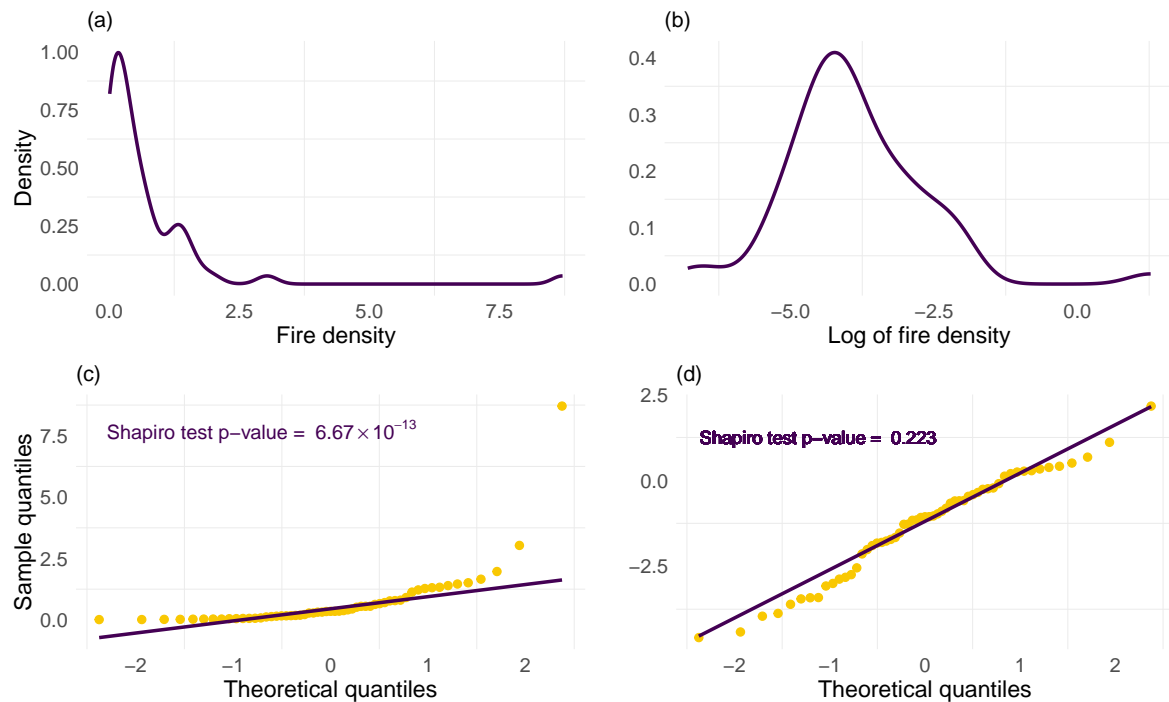 (a)
1.00
0.75
0.50
0.25
0.00
Density
0.0 2.5 5.0 7.5
Fire density
(b)
0.4
0.3
0.2
0.1
0.0
−5.0 −2.5 0.0
Log of fire density
(c)
Shapiro test p−value = 6.67×10⁻¹³
7.5
5.0
2.5
0.0
Sample quantiles
−2 −1 0 1 2
Theoretical quantiles
(d)
Shapiro test p−value = 0.223
2.5
0.0
−2.5
−2 −1 0 1 2
Theoretical quantiles